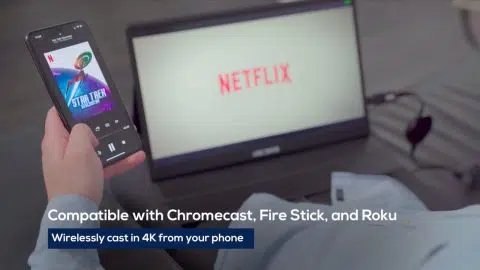 STAR TREK
NETFLIX
Compatible with Chromecast, Fire Stick, and Roku
Wirelessly cast in 4K from your phone